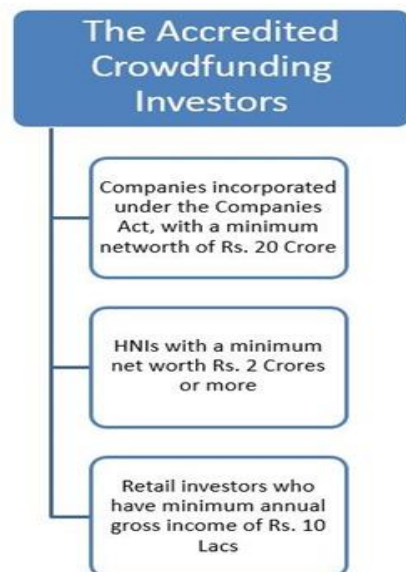 The Accredited
Crowdfunding
Investors
Companies incorporated
under the Companies
Act, with a minimum
networth of Rs. 20 Crore
HNIs with a minimum
net worth Rs. 2 Crores
or more
Retail investors who
have minimum annual
gross income of Rs. 10
Lacs